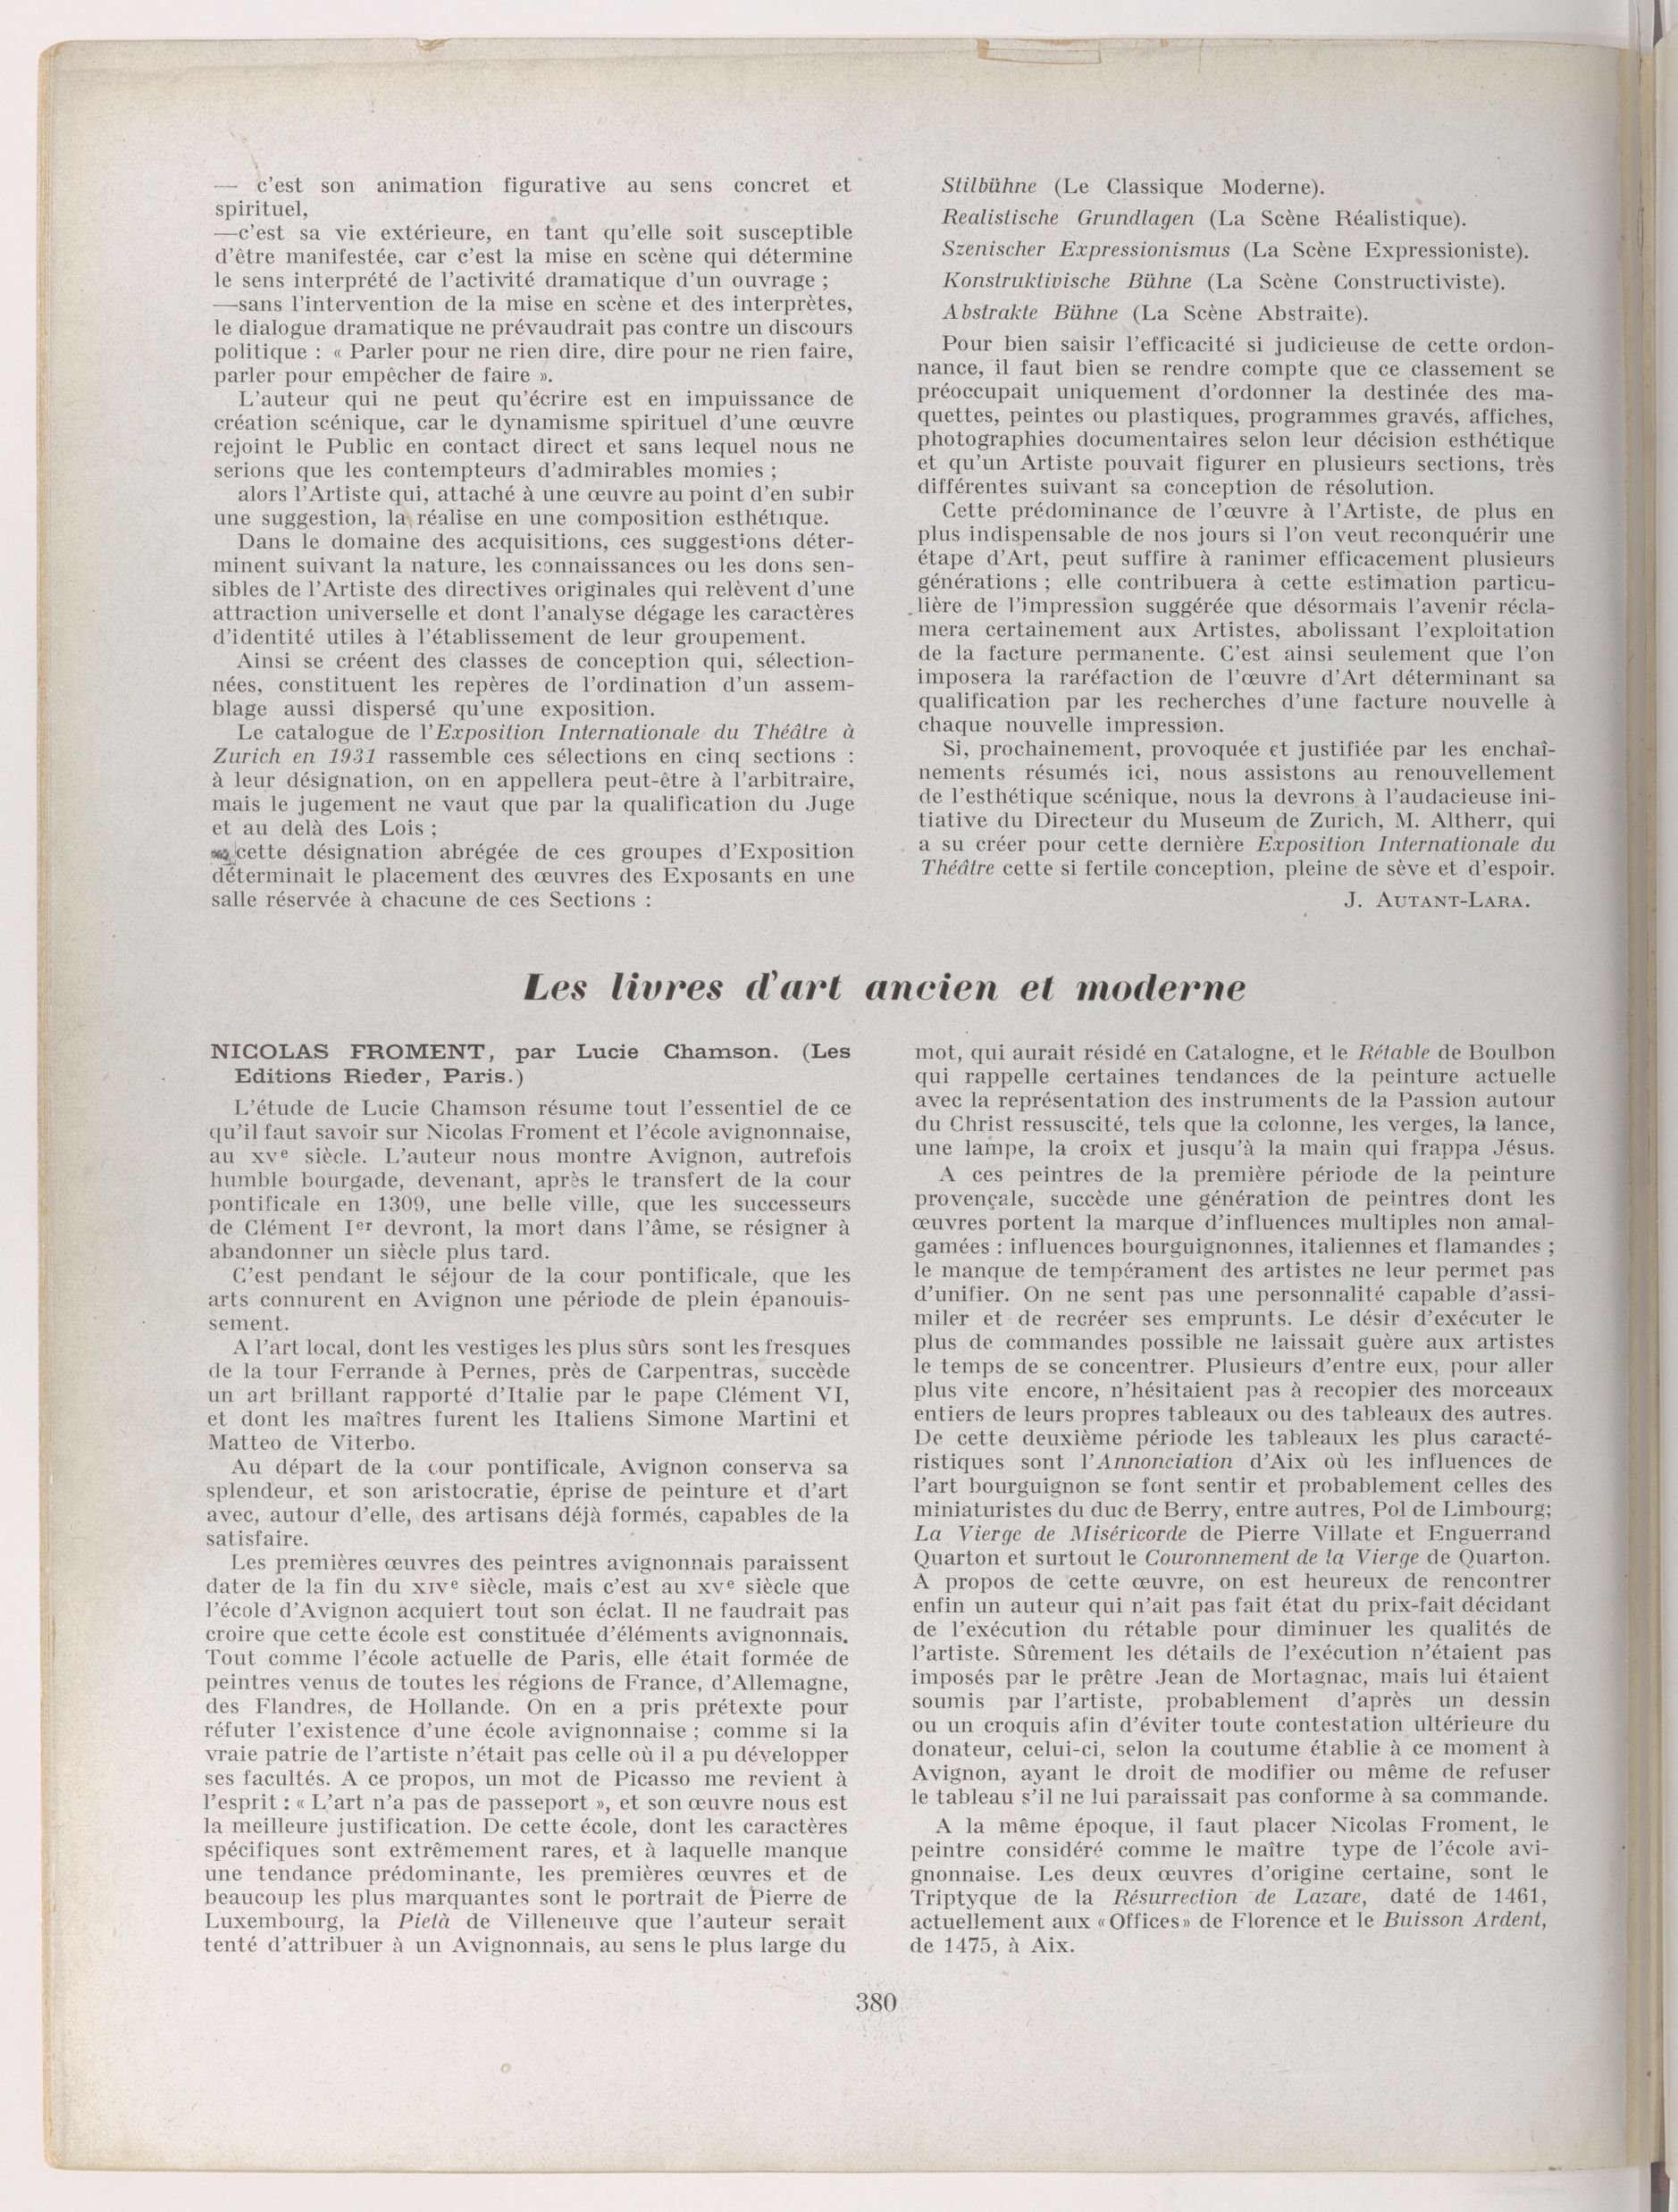 — c'est son animation figurative au sens concret et
spirituel,
—c'est sa vie extérieure, en tant qu'elle soit susceptible
d'être manifestée, car c'est la mise en scène qui détermine
le sens interprété de l'activité dramatique d'un ouvrage ;
—sans l'intervention de la mise en scène et des interprètes,
le dialogue dramatique ne prévaudrait pas contre un discours
politique : « Parler pour ne rien dire, dire pour ne rien faire,
parler pour empêcher de faire ».
L'auteur qui ne peut qu'écrire est en impuissance de
création scénique, car le dynamisme spirituel d'une œuvre
rejoint le Public en contact direct et sans lequel nous ne
serions que les contempteurs d'admirables momies ;
alors l'Artiste qui, attaché à une œuvre au point d'en subir
une suggestion, la réalise en une composition esthétique.
Dans le domaine des acquisitions, ces suggestions déter-
minent suivant la nature, les connaissances ou les dons sen-
sibles de l'Artiste des directives originales qui relèvent d'une
attraction universelle et dont l'analyse dégage les caractères
d'identité utiles à l'établissement de leur groupement.
Ainsi se créent des classes de conception qui, sélection-
nées, constituent les repères de l'ordination d'un assem-
blage aussi dispersé qu'une exposition.
Le catalogue de l'Exposition Internationale du Théâtre à
Zurich en 1931 rassemble ces sélections en cinq sections :
à leur désignation, on en appellera peut-être à l'arbitraire,
mais le jugement ne vaut que par la qualification du Juge
et au delà des Lois ;
cette désignation abrégée de ces groupes d'Exposition
déterminait le placement des œuvres des Exposants en une
salle réservée à chacune de ces Sections :
Stilbühne (Le Classique Moderne).
Realistische Grundlagen (La Scène Réalistique).
Szenischer Expressionismus (La Scène Expressioniste).
Konstruktivische Bühne (La Scène Constructiviste).
Abstrakte Bühne (La Scène Abstraite).
Pour bien saisir l'efficacité si judicieuse de cette ordon-
nance, il faut bien se rendre compte que ce classement se
préoccupait uniquement d'ordonner la destinée des ma-
quettes, peintes ou plastiques, programmes gravés, affiches,
photographies documentaires selon leur décision esthétique
et qu'un Artiste pouvait figurer en plusieurs sections, très
différentes suivant sa conception de résolution.
Cette prédominance de l'œuvre à l'Artiste, de plus en
plus indispensable de nos jours si l'on veut reconquérir une
étape d'Art, peut suffire à ranimer efficacement plusieurs
générations ; elle contribuera à cette estimation particu-
lière de l'impression suggérée que désormais l'avenir récla-
mera certainement aux Artistes, abolissant l'exploitation
de la facture permanente. C'est ainsi seulement que l'on
imposera la raréfaction de l'œuvre d'Art déterminant sa
qualification par les recherches d'une facture nouvelle à
chaque nouvelle impression.
Si, prochainement, provoquée et justifiée par les enchaî-
nements résumés ici, nous assistons au renouvellement
de l'esthétique scénique, nous la devrons à l'audacieuse ini-
tiative du Directeur du Museum de Zurich, M. Altherr, qui
a su créer pour cette dernière Exposition Internationale du
Théâtre cette si fertile conception, pleine de sève et d'espoir.
J. AUTANT-LARA.
Les livres d'art ancien et moderne
NICOLAS FROMENT, par Lucie Chamson. (Les
Editions Rieder, Paris.)
L'étude de Lucie Chamson résume tout l'essentiel de ce
qu'il faut savoir sur Nicolas Froment et l'école avignonnaise,
au XVe siècle. L'auteur nous montre Avignon, autrefois
humble bourgade, devenant, après le transfert de la cour
pontificale en 1309, une belle ville, que les successeurs
de Clément Ier devront, la mort dans l'âme, se résigner à
abandonner un siècle plus tard.
C'est pendant le séjour de la cour pontificale, que les
arts connurent en Avignon une période de plein épanouis-
sement.
A l'art local, dont les vestiges les plus sûrs sont les fresques
de la tour Ferrande à Pernes, près de Carpentras, succède
un art brillant rapporté d'Italie par le pape Clément VI,
et dont les maîtres furent les Italiens Simone Martini et
Matteo de Viterbo.
Au départ de la cour pontificale, Avignon conserva sa
splendeur, et son aristocratie, éprise de peinture et d'art
avec, autour d'elle, des artisans déjà formés, capables de la
satisfaire.
Les premières œuvres des peintres avignonnais paraissent
dater de la fin du XIVe siècle, mais c'est au XVe siècle que
l'école d'Avignon acquiert tout son éclat. Il ne faudrait pas
croire que cette école est constituée d'éléments avignonnais.
Tout comme l'école actuelle de Paris, elle était formée de
peintres venus de toutes les régions de France, d'Allemagne,
des Flandres, de Hollande. On en a pris prétexte pour
réfuter l'existence d'une école avignonnaise ; comme si la
vraie patrie de l'artiste n'était pas celle où il a pu développer
ses facultés. A ce propos, un mot de Picasso me revient à
l'esprit : « L'art n'a pas de passeport », et son œuvre nous est
la meilleure justification. De cette école, dont les caractères
spécifiques sont extrêmement rares, et à laquelle manque
une tendance prédominante, les premières œuvres et de
beaucoup les plus marquantes sont le portrait de Pierre de
Luxembourg, la Pietà de Villeneuve que l'auteur serait
tenté d'attribuer à un Avignonnais, au sens le plus large du
mot, qui aurait résidé en Catalogne, et le Rétable de Boulbon
qui rappelle certaines tendances de la peinture actuelle
avec la représentation des instruments de la Passion autour
du Christ ressuscité, tels que la colonne, les verges, la lance,
une lampe, la croix et jusqu'à la main qui frappa Jésus.
A ces peintres de la première période de la peinture
provençale, succède une génération de peintres dont les
œuvres portent la marque d'influences multiples non amal-
gamées : influences bourguignonnes, italiennes et flamandes ;
le manque de tempérament des artistes ne leur permet pas
d'unifier. On ne sent pas une personnalité capable d'assi-
miler et de recréer ses emprunts. Le désir d'exécuter le
plus de commandes possible ne laissait guère aux artistes
le temps de se concentrer. Plusieurs d'entre eux, pour aller
plus vite encore, n'hésitaient pas à recopier des morceaux
entiers de leurs propres tableaux ou des tableaux des autres.
De cette deuxième période les tableaux les plus caracté-
ristiques sont l'Annonciation d'Aix où les influences de
l'art bourguignon se font sentir et probablement celles des
miniaturistes du duc de Berry, entre autres, Pol de Limbourg;
La Vierge de Miséricorde de Pierre Villate et Enguerrand
Quarton et surtout le Couronnement de la Vierge de Quarton.
A propos de cette œuvre, on est heureux de rencontrer
enfin un auteur qui n'ait pas fait état du prix-fait décidant
de l'exécution du rétable pour diminuer les qualités de
l'artiste. Sûrement les détails de l'exécution n'étaient pas
imposés par le prêtre Jean de Mortagnac, mais lui étaient
soumis par l'artiste, probablement d'après un dessin
ou un croquis afin d'éviter toute contestation ultérieure du
donateur, celui-ci, selon la coutume établie à ce moment à
Avignon, ayant le droit de modifier ou même de refuser
le tableau s'il ne lui paraissait pas conforme à sa commande.
A la même époque, il faut placer Nicolas Froment, le
peintre considéré comme le maître type de l'école avi-
gnonnaise. Les deux œuvres d'origine certaine, sont le
Triptyque de la Résurrection de Lazare, daté de 1461,
actuellement aux « Offices » de Florence et le Buisson Ardent,
de 1475, à Aix.
380